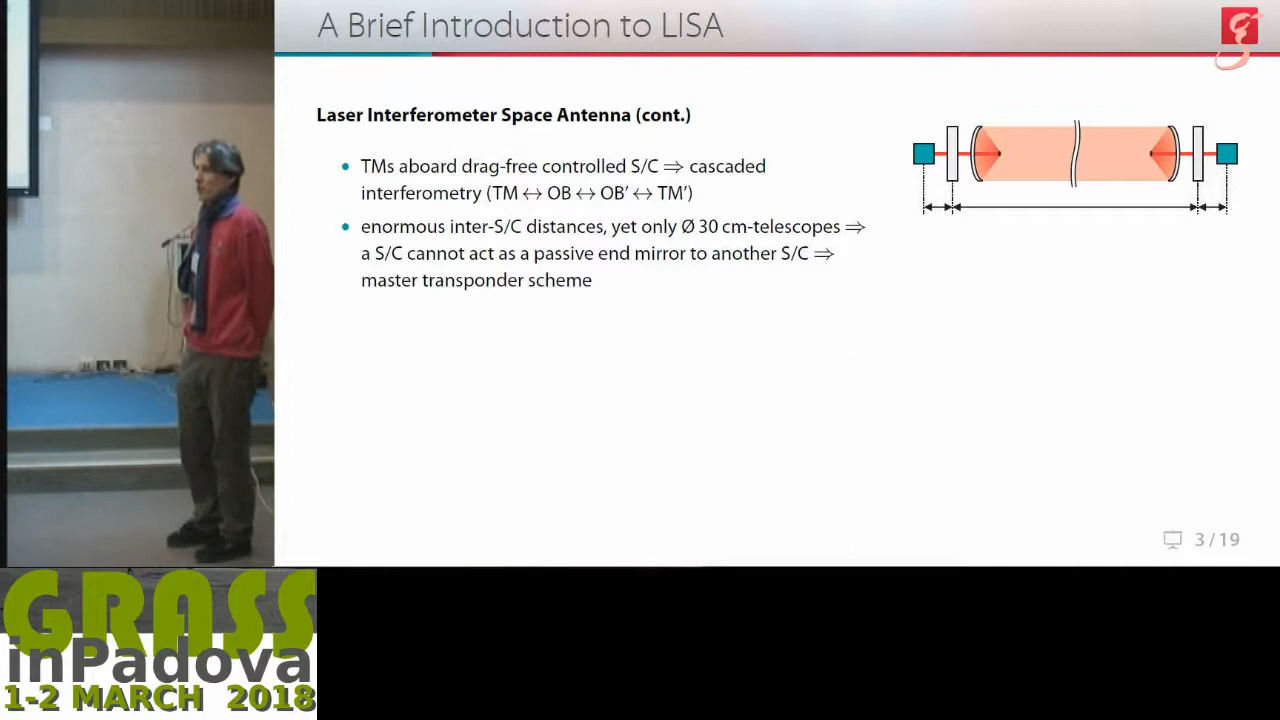 A Brief Introduction to LISA
Laser Interferometer Space Antenna (cont.)
• TMs aboard drag-free controlled S/C ⇒ cascaded
interferometry (TM ↔ OB ↔ OB′ ↔ TM′)
• enormous inter-S/C distances, yet only Ø 30 cm-telescopes ⇒
a S/C cannot act as a passive end mirror to another S/C ⇒
master transponder scheme
3 / 19
GRASS
inPadova
1-2 MARCH 2018